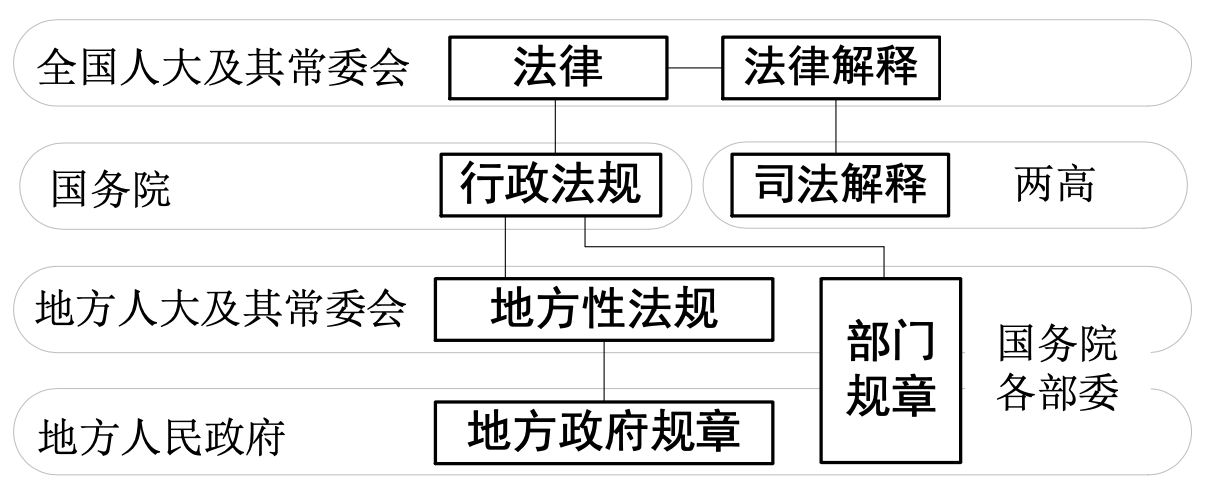 全国人大及其常委会
法律
法律解释
国务院
行政法规
司法解释
两高
地方人大及其常委会
地方性法规
部门
规章
国务院
各部委
地方人民政府
地方政府规章